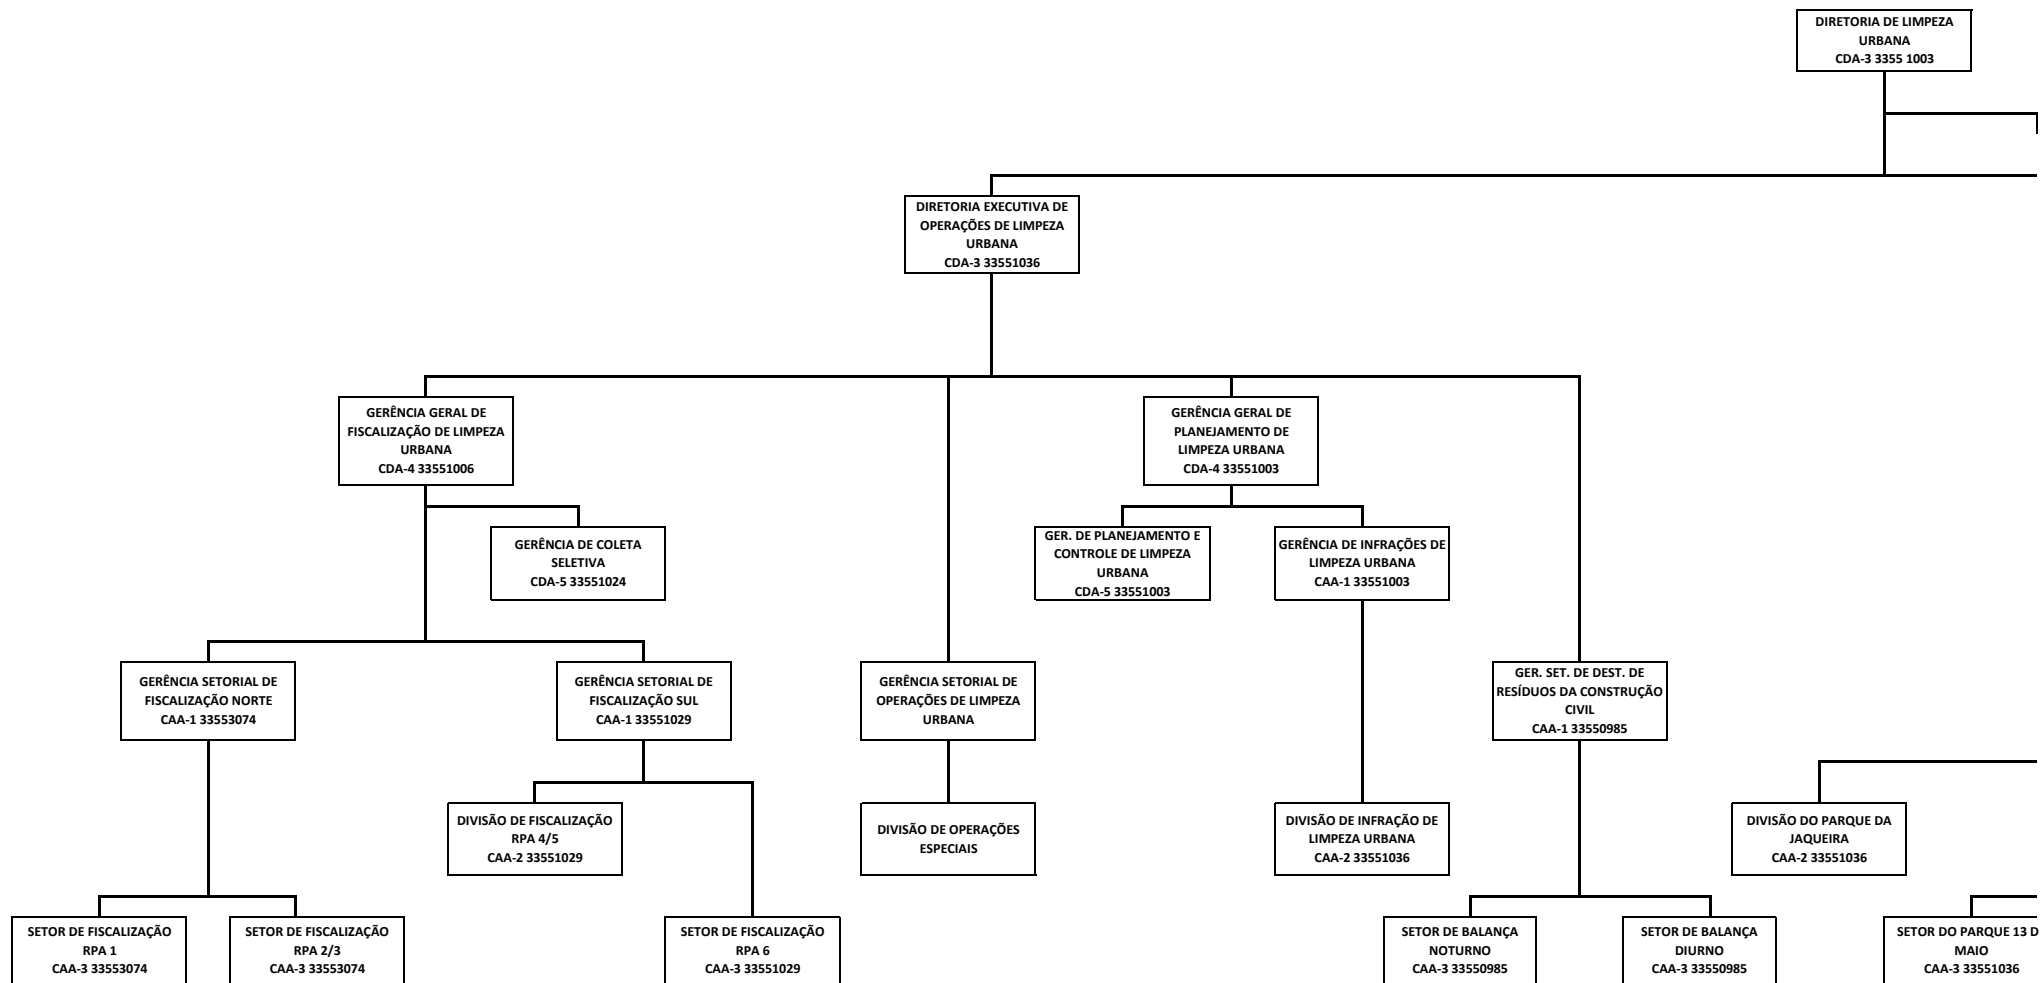 DIRETORIA DE LIMPEZA
URBANA
CDA-3 3355 1003
DIRETORIA EXECUTIVA DE
OPERAÇÕES DE LIMPEZA
URBANA
CDA-3 33551036
GERÊNCIA GERAL DE
FISCALIZAÇÃO DE LIMPEZA
URBANA
CDA-4 33551006
GERÊNCIA GERAL DE
PLANEJAMENTO DE
LIMPEZA URBANA
CDA-4 33551003
GERÊNCIA DE COLETA
SELETIVA
CDA-5 33551024
GER. DE PLANEJAMENTO E
CONTROLE DE LIMPEZA
URBANA
CDA-5 33551003
GERÊNCIA DE INFRAÇÕES DE
LIMPEZA URBANA
CAA-1 33551003
GERÊNCIA SETORIAL DE
FISCALIZAÇÃO NORTE
CAA-1 33553074
GERÊNCIA SETORIAL DE
FISCALIZAÇÃO SUL
CAA-1 33551029
GERÊNCIA SETORIAL DE
OPERAÇÕES DE LIMPEZA
URBANA
GER. SET. DE DEST. DE
RESÍDUOS DA CONSTRUÇÃO
CIVIL
CAA-1 33550985
DIVISÃO DE FISCALIZAÇÃO
RPA 4/5
CAA-2 33551029
DIVISÃO DE OPERAÇÕES
ESPECIAIS
DIVISÃO DE INFRAÇÃO DE
LIMPEZA URBANA
CAA-2 33551036
DIVISÃO DO PARQUE DA
JAQUEIRA
CAA-2 33551036
SETOR DE FISCALIZAÇÃO
RPA 1
CAA-3 33553074
SETOR DE FISCALIZAÇÃO
RPA 2/3
CAA-3 33553074
SETOR DE FISCALIZAÇÃO
RPA 6
CAA-3 33551029
SETOR DE BALANÇA
NOTURNO
CAA-3 33550985
SETOR DE BALANÇA
DIURNO
CAA-3 33550985
SETOR DO PARQUE 13 D
MAIO
CAA-3 33551036